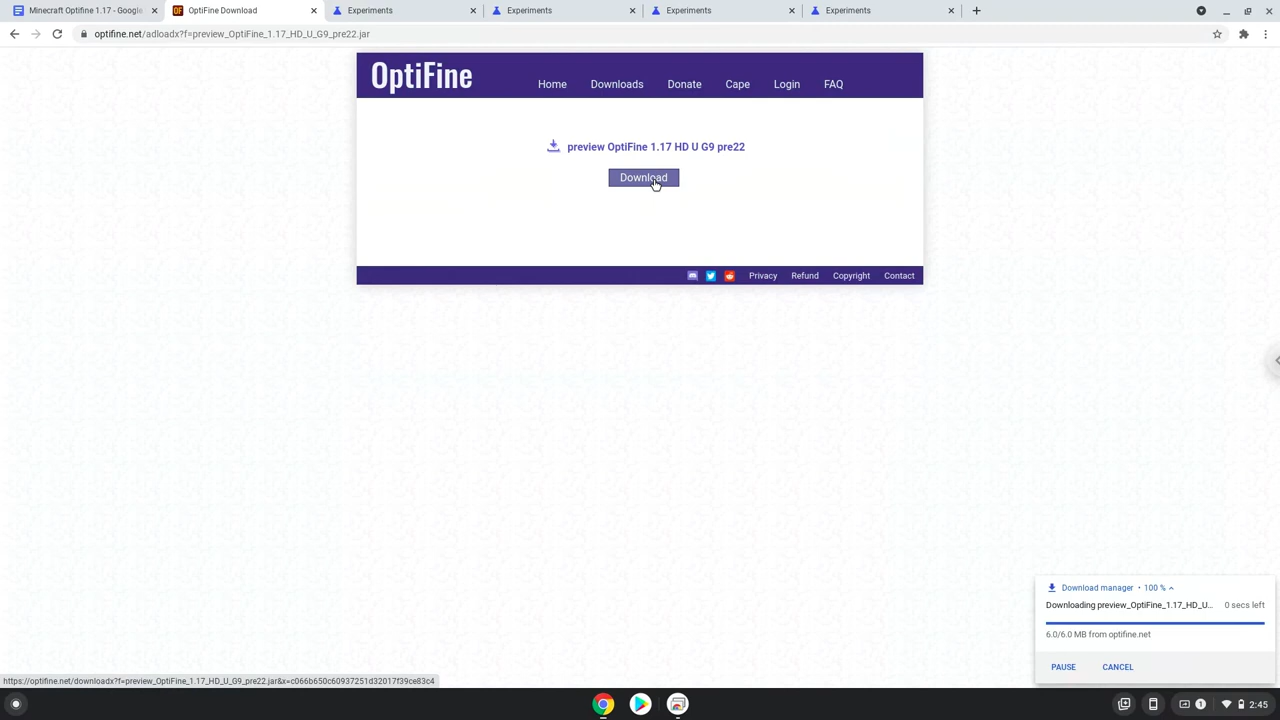 Minecraft Optifine 1.17 - Google
OptiFine Download
Experiments
Experiments
Experiments
Experiments
optifine.net/adloadx?f=preview_OptiFine_1.17_HD_U_G9_pre22.jar
OptiFine
Home
Downloads
Donate
Cape
Login
FAQ
preview OptiFine 1.17 HD U G9 pre22
Download
Privacy
Refund
Copyright
Contact
Download manager • 100 %
Downloading preview_OptiFine_1.17_HD_U... 0 secs left
6.0/6.0 MB from optifine.net
PAUSE
CANCEL
https://optifine.net/downloadx?f=preview_OptiFine_1.17_HD_U_G9_pre22.jar&x=c066b650c60937251d32017f39ce83c4
1
2:45